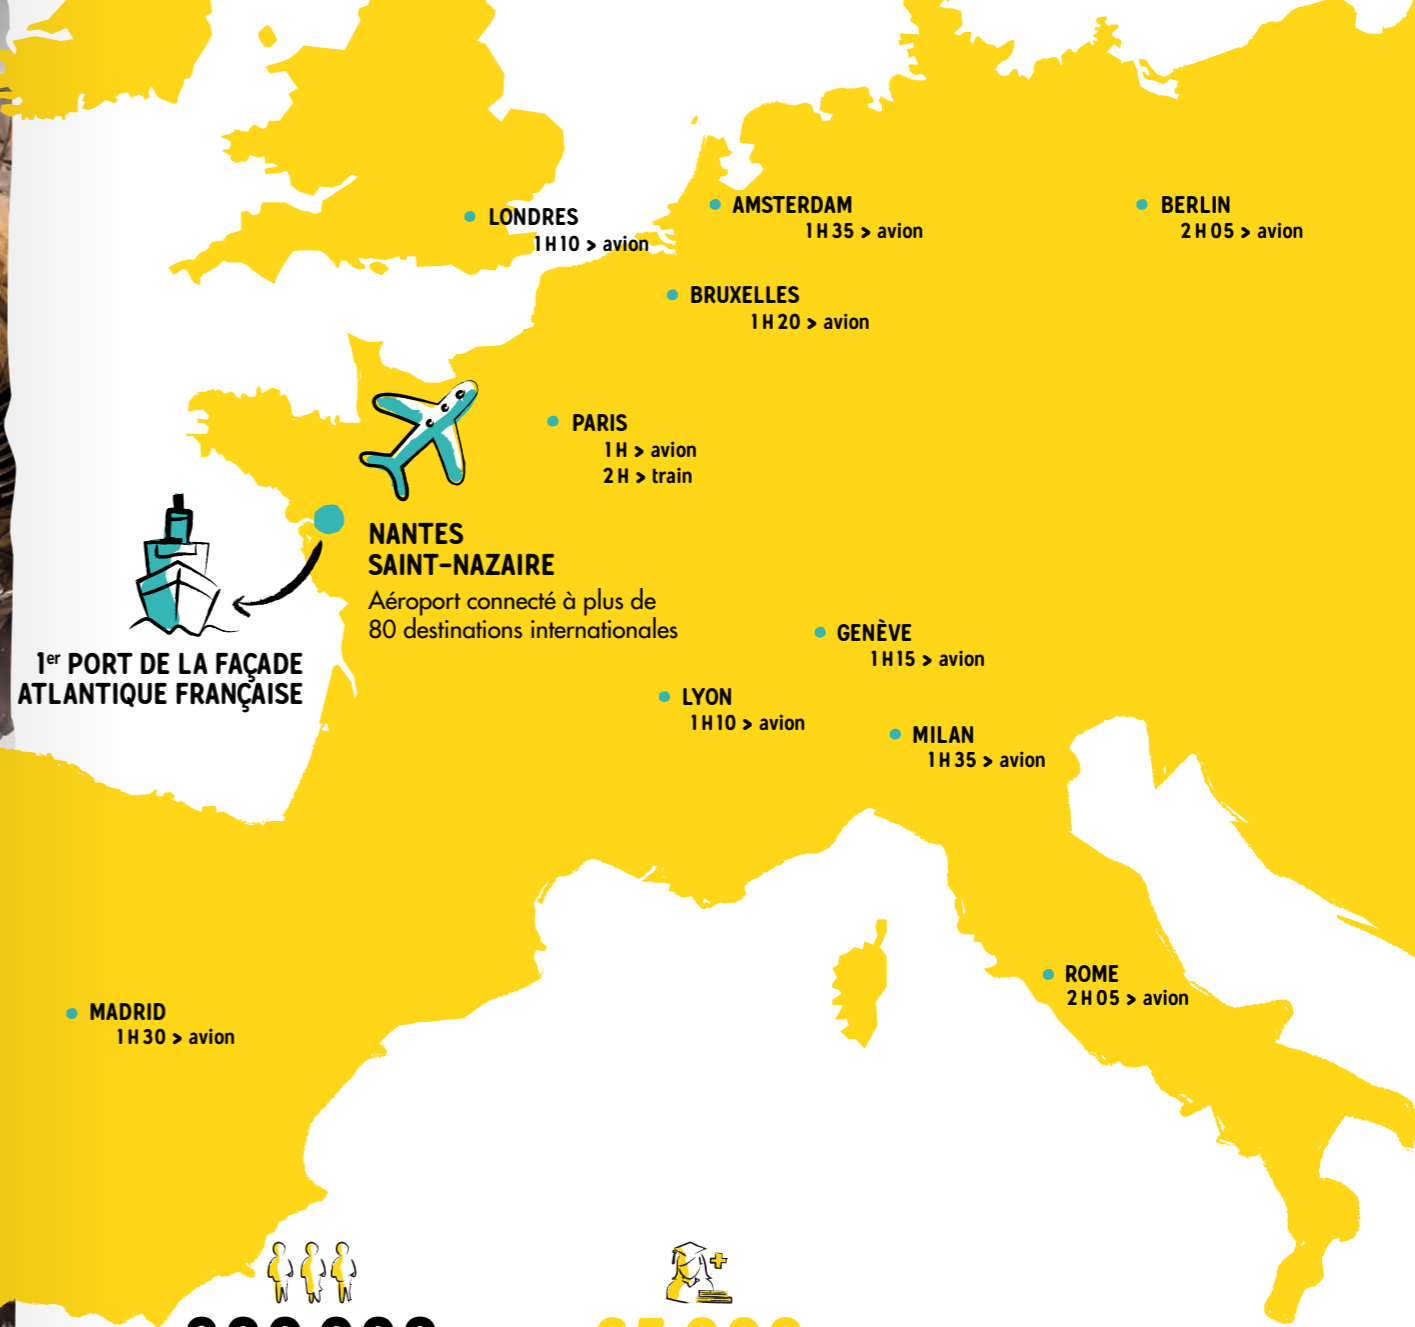 LONDRES
1H10 > avion
AMSTERDAM
1H35 > avion
BERLIN
2H05 > avion
BRUXELLES
1H20 > avion
PARIS
1H > avion
2H > train
NANTES
SAINT-NAZAIRE
Aéroport connecté à plus de
80 destinations internationales
1er PORT DE LA FAÇADE
ATLANTIQUE FRANÇAISE
GENÈVE
1H15 > avion
LYON
1H10 > avion
MILAN
1H35 > avion
ROME
2H05 > avion
MADRID
1H30 > avion